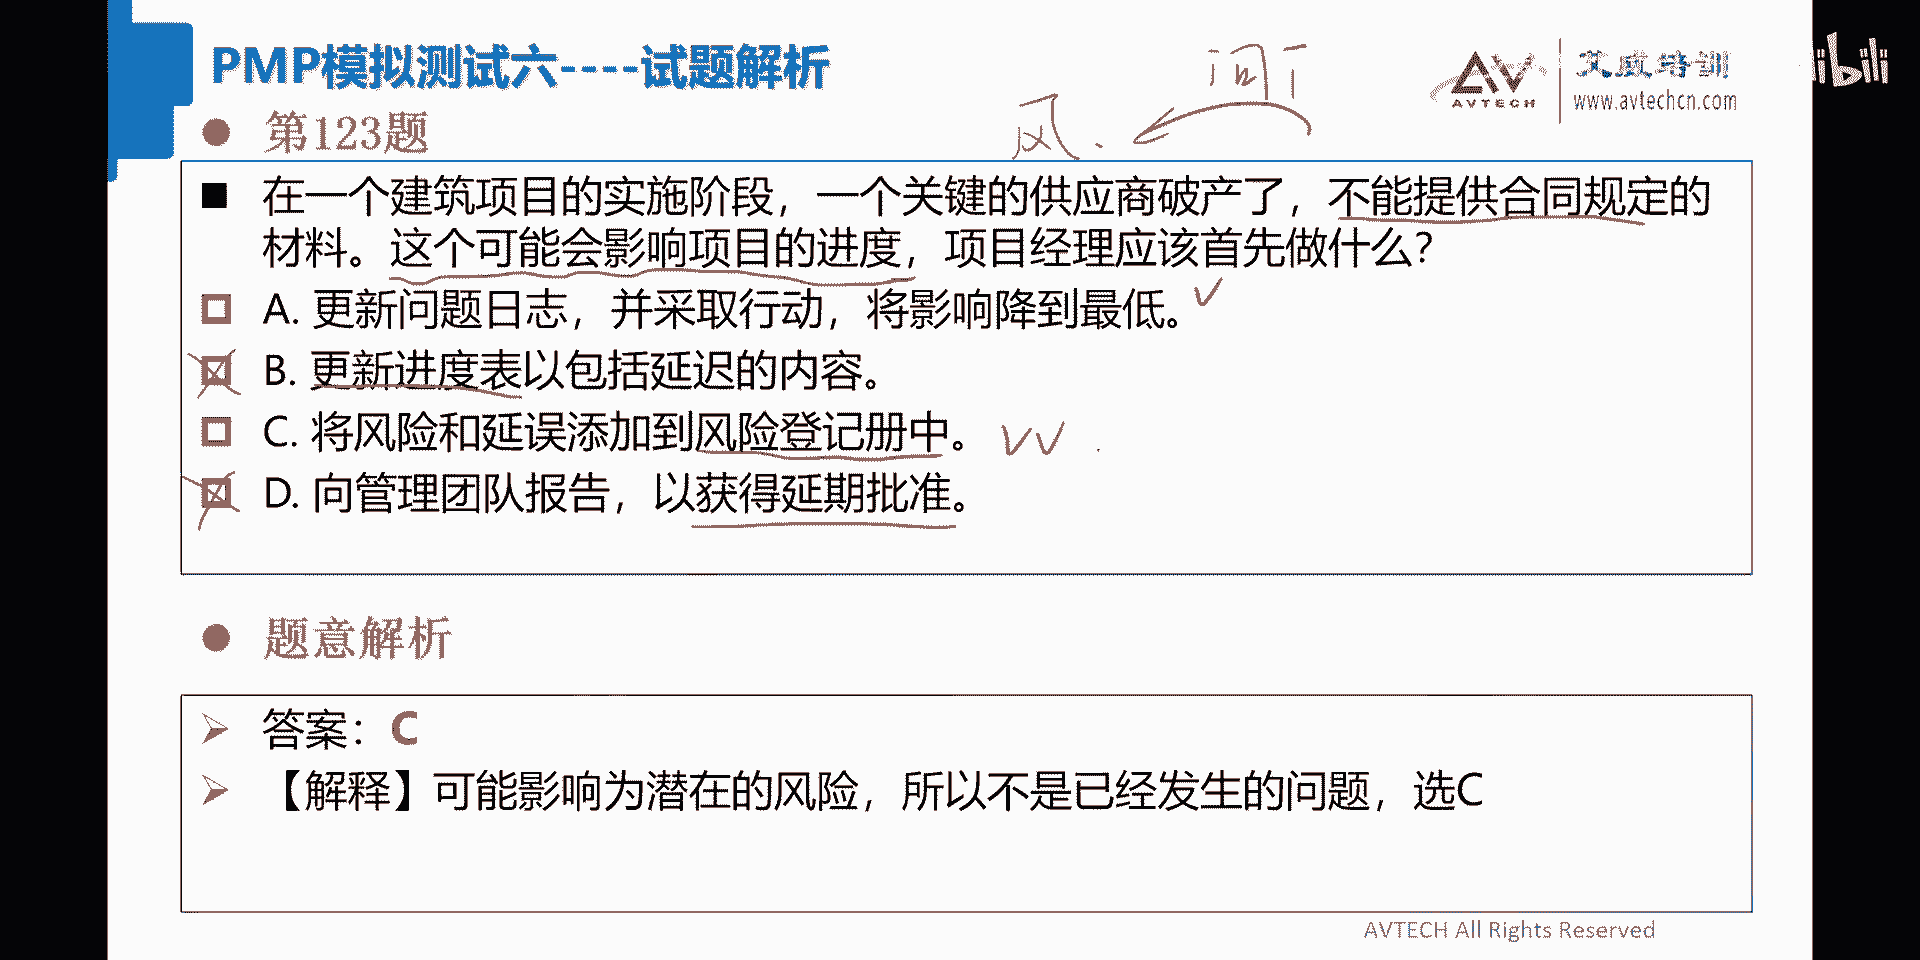 PMP模拟测试六----试题解析
AVTECH
艾威培训
www.avtechcn.com
第123题
风.
问
在一个建筑项目的实施阶段，一个关键的供应商破产了，不能提供合同规定的
材料。这个可能会影响项目的进度，项目经理应该首先做什么？
A. 更新问题日志，并采取行动，将影响降到最低。
B. 更新进度表以包括延迟的内容。
C. 将风险和延误添加到风险登记册中。
D. 向管理团队报告，以获得延期批准。
题意解析
答案：C
【解释】可能影响为潜在的风险，所以不是已经发生的问题，选C
AVTECH All Rights Reserved